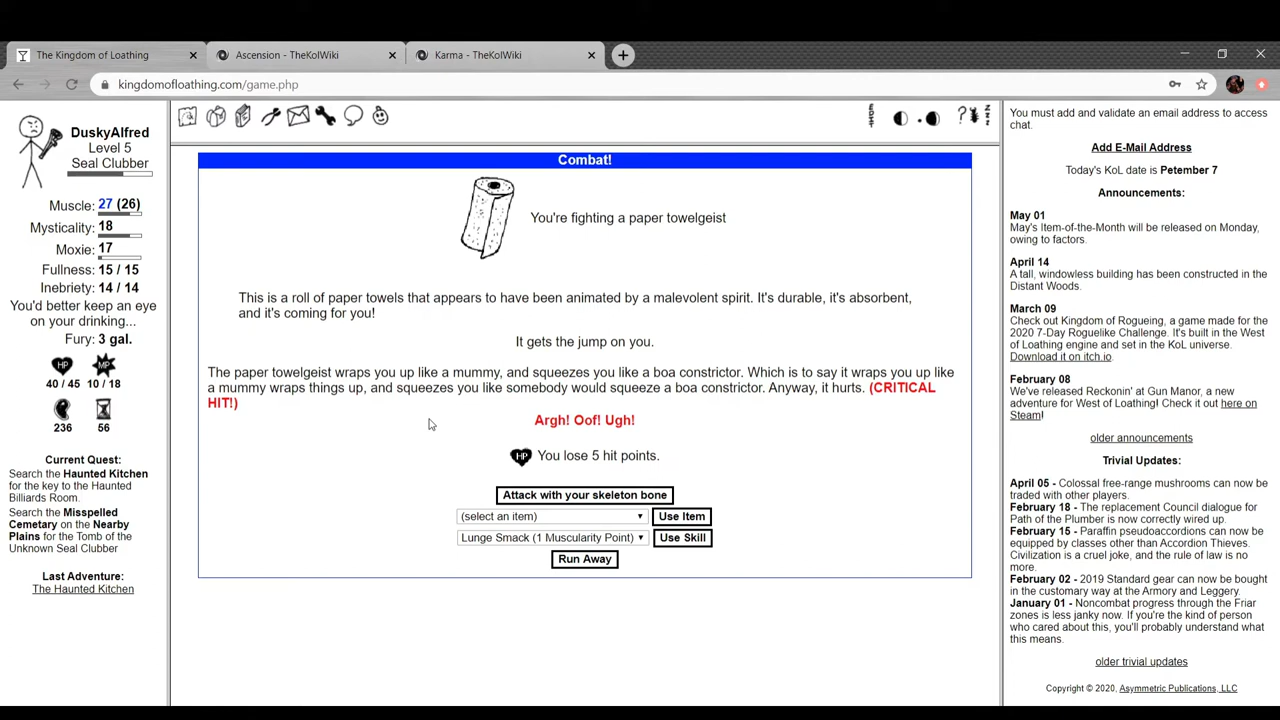 The Kingdom of Loathing
Ascension - TheKolWiki
Karma - TheKolWiki
kingdomofloathing.com/game.php
DuskyAlfred
Level 5
Seal Clubber
Muscle: 27 (26)
Mysticality: 18
Moxie: 17
Fullness: 15 / 15
Inebriety: 14 / 14
You'd better keep an eye
on your drinking...
Fury: 3 gal.
HP MP
40 / 45 10 / 18
236 56
Current Quest:
Search the Haunted Kitchen
for the key to the Haunted
Billiards Room.
Search the Misspelled
Cemetary on the Nearby
Plains for the Tomb of the
Unknown Seal Clubber
Last Adventure:
The Haunted Kitchen
Combat!
You're fighting a paper towelgeist
This is a roll of paper towels that appears to have been animated by a malevolent spirit. It's durable, it's absorbent,
and it's coming for you!
It gets the jump on you.
The paper towelgeist wraps you up like a mummy, and squeezes you like a boa constrictor. Which is to say it wraps you up like
a mummy wraps things up, and squeezes you like somebody would squeeze a boa constrictor. Anyway, it hurts. (CRITICAL
HIT!)
Argh! Oof! Ugh!
HP You lose 5 hit points.
Attack with your skeleton bone
(select an item) Use Item
Lunge Smack (1 Muscularity Point) Use Skill
Run Away
You must add and validate an email address to access
chat.
Add E-Mail Address
Today's KoL date is Petember 7
Announcements:
May 01
May's Item-of-the-Month will be released on Monday,
owing to factors.
April 14
A tall, windowless building has been constructed in the
Distant Woods.
March 09
Check out Kingdom of Rogueing, a game made for the
2020 7-Day Roguelike Challenge. It's built in the West
of Loathing engine and set in the KoL universe.
Download it on itch.io.
February 08
We've released Reckonin' at Gun Manor, a new
adventure for West of Loathing! Check it out here on
Steam!
older announcements
Trivial Updates:
April 05 - Colossal free-range mushrooms can now be
traded with other players.
February 18 - The replacement Council dialogue for
Path of the Plumber is now correctly wired up.
February 15 - Paraffin pseudoaccordions can now be
equipped by classes other than Accordion Thieves.
Civilization is a cruel joke, and the rule of law is no
more.
February 02 - 2019 Standard gear can now be bought
in the customary way at the Armory and Leggery.
January 01 - Noncombat progress through the Friar
zones is less janky now. If you're the kind of person
who cared about this, you'll probably understand what
this means.
older trivial updates
Copyright © 2020, Asymmetric Publications, LLC